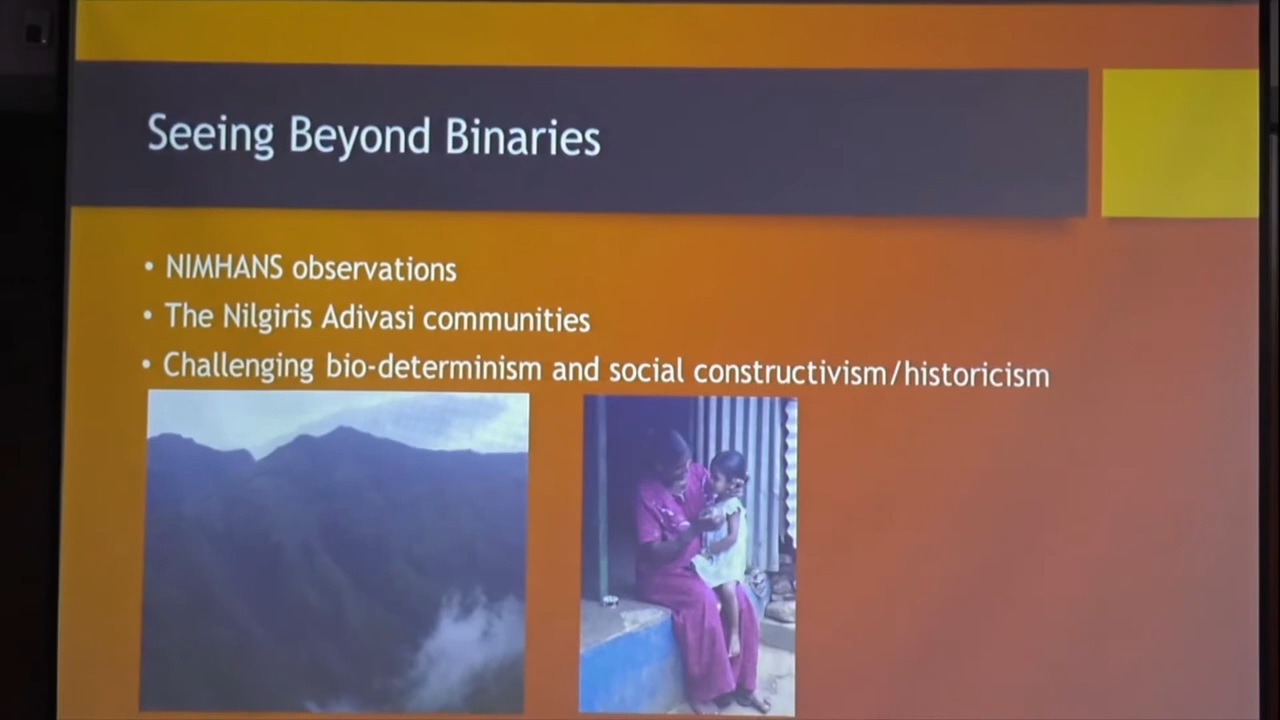 Seeing Beyond Binaries
• NIMHANS observations
• The Nilgiris Adivasi communities
• Challenging bio-determinism and social constructivism/historicism